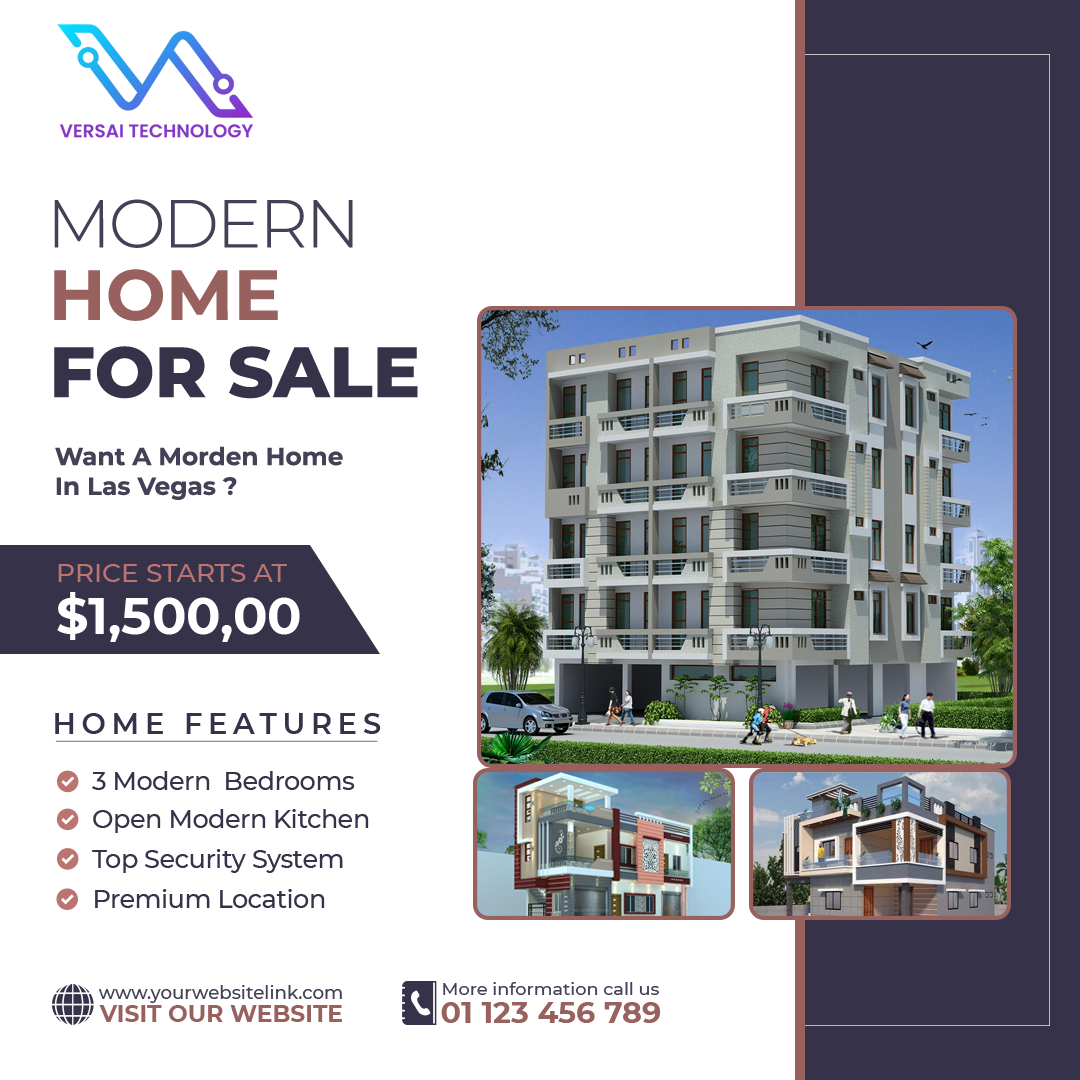 VERSAI TECHNOLOGY
MODERN
HOME
FOR SALE
Want A Morden Home
In Las Vegas ?
PRICE STARTS AT
$1,500,00
HOME FEATURES
3 Modern Bedrooms
Open Modern Kitchen
Top Security System
Premium Location
www.yourwebsitelink.com
VISIT OUR WEBSITE
More information call us
01 123 456 789